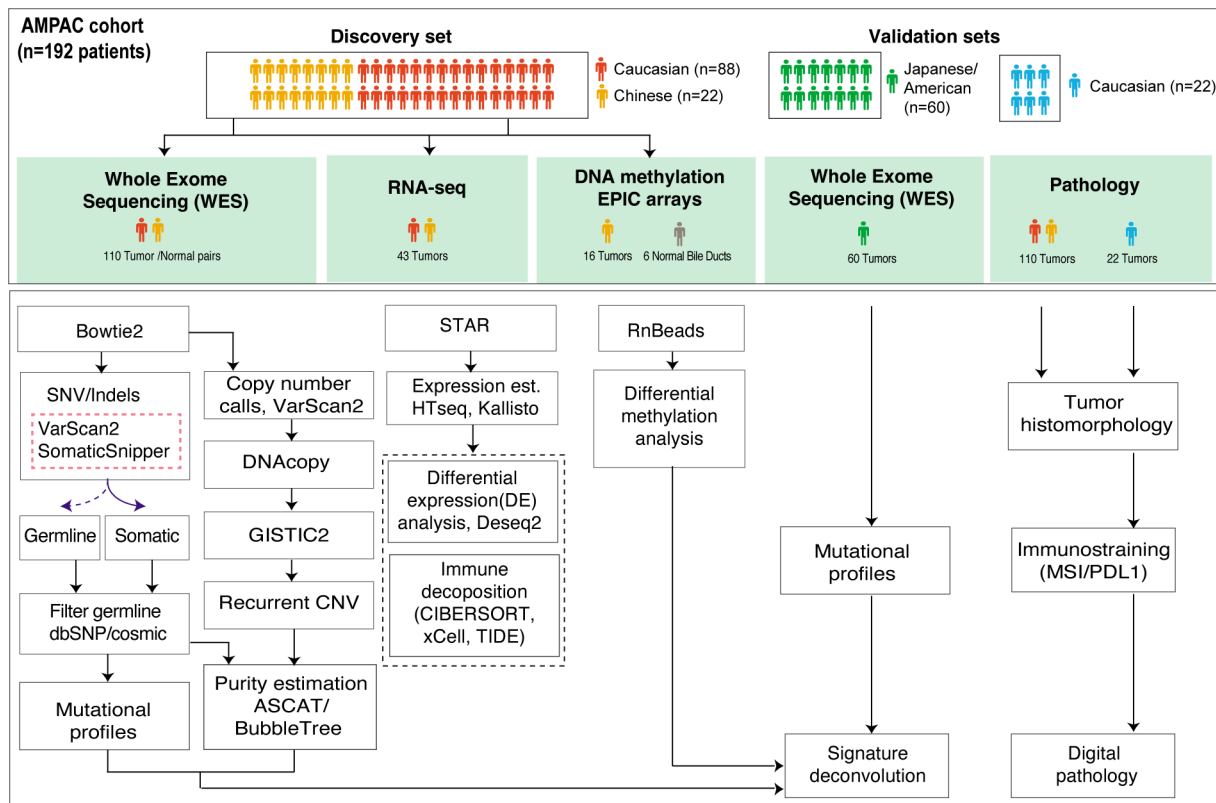 AMPAC cohort
(n=192 patients)
Discovery set
Caucasian (n=88)
Chinese (n=22)
Validation sets
Japanese/
American
(n=60)
Caucasian (n=22)
Whole Exome
Sequencing (WES)
110 Tumor /Normal pairs
RNA-seq
43 Tumors
DNA methylation
EPIC arrays
16 Tumors
6 Normal Bile Ducts
Whole Exome
Sequencing (WES)
60 Tumors
Pathology
110 Tumors
22 Tumors
Bowtie2
SNV/Indels
VarScan2
SomaticSnipper
Germline
Somatic
Filter germline
dbSNP/cosmic
Mutational
profiles
Copy number
calls, VarScan2
DNAcopy
GISTIC2
Recurrent CNV
Purity estimation
ASCAT/
BubbleTree
STAR
Expression est.
HTseq, Kallisto
Differential
expression(DE)
analysis, Deseq2
Immune
decoposition
(CIBERSORT,
xCell, TIDE)
RnBeads
Differential
methylation
analysis
Mutational
profiles
Signature
deconvolution
Tumor
histomorphology
Immunostraining
(MSI/PDL1)
Digital
pathology